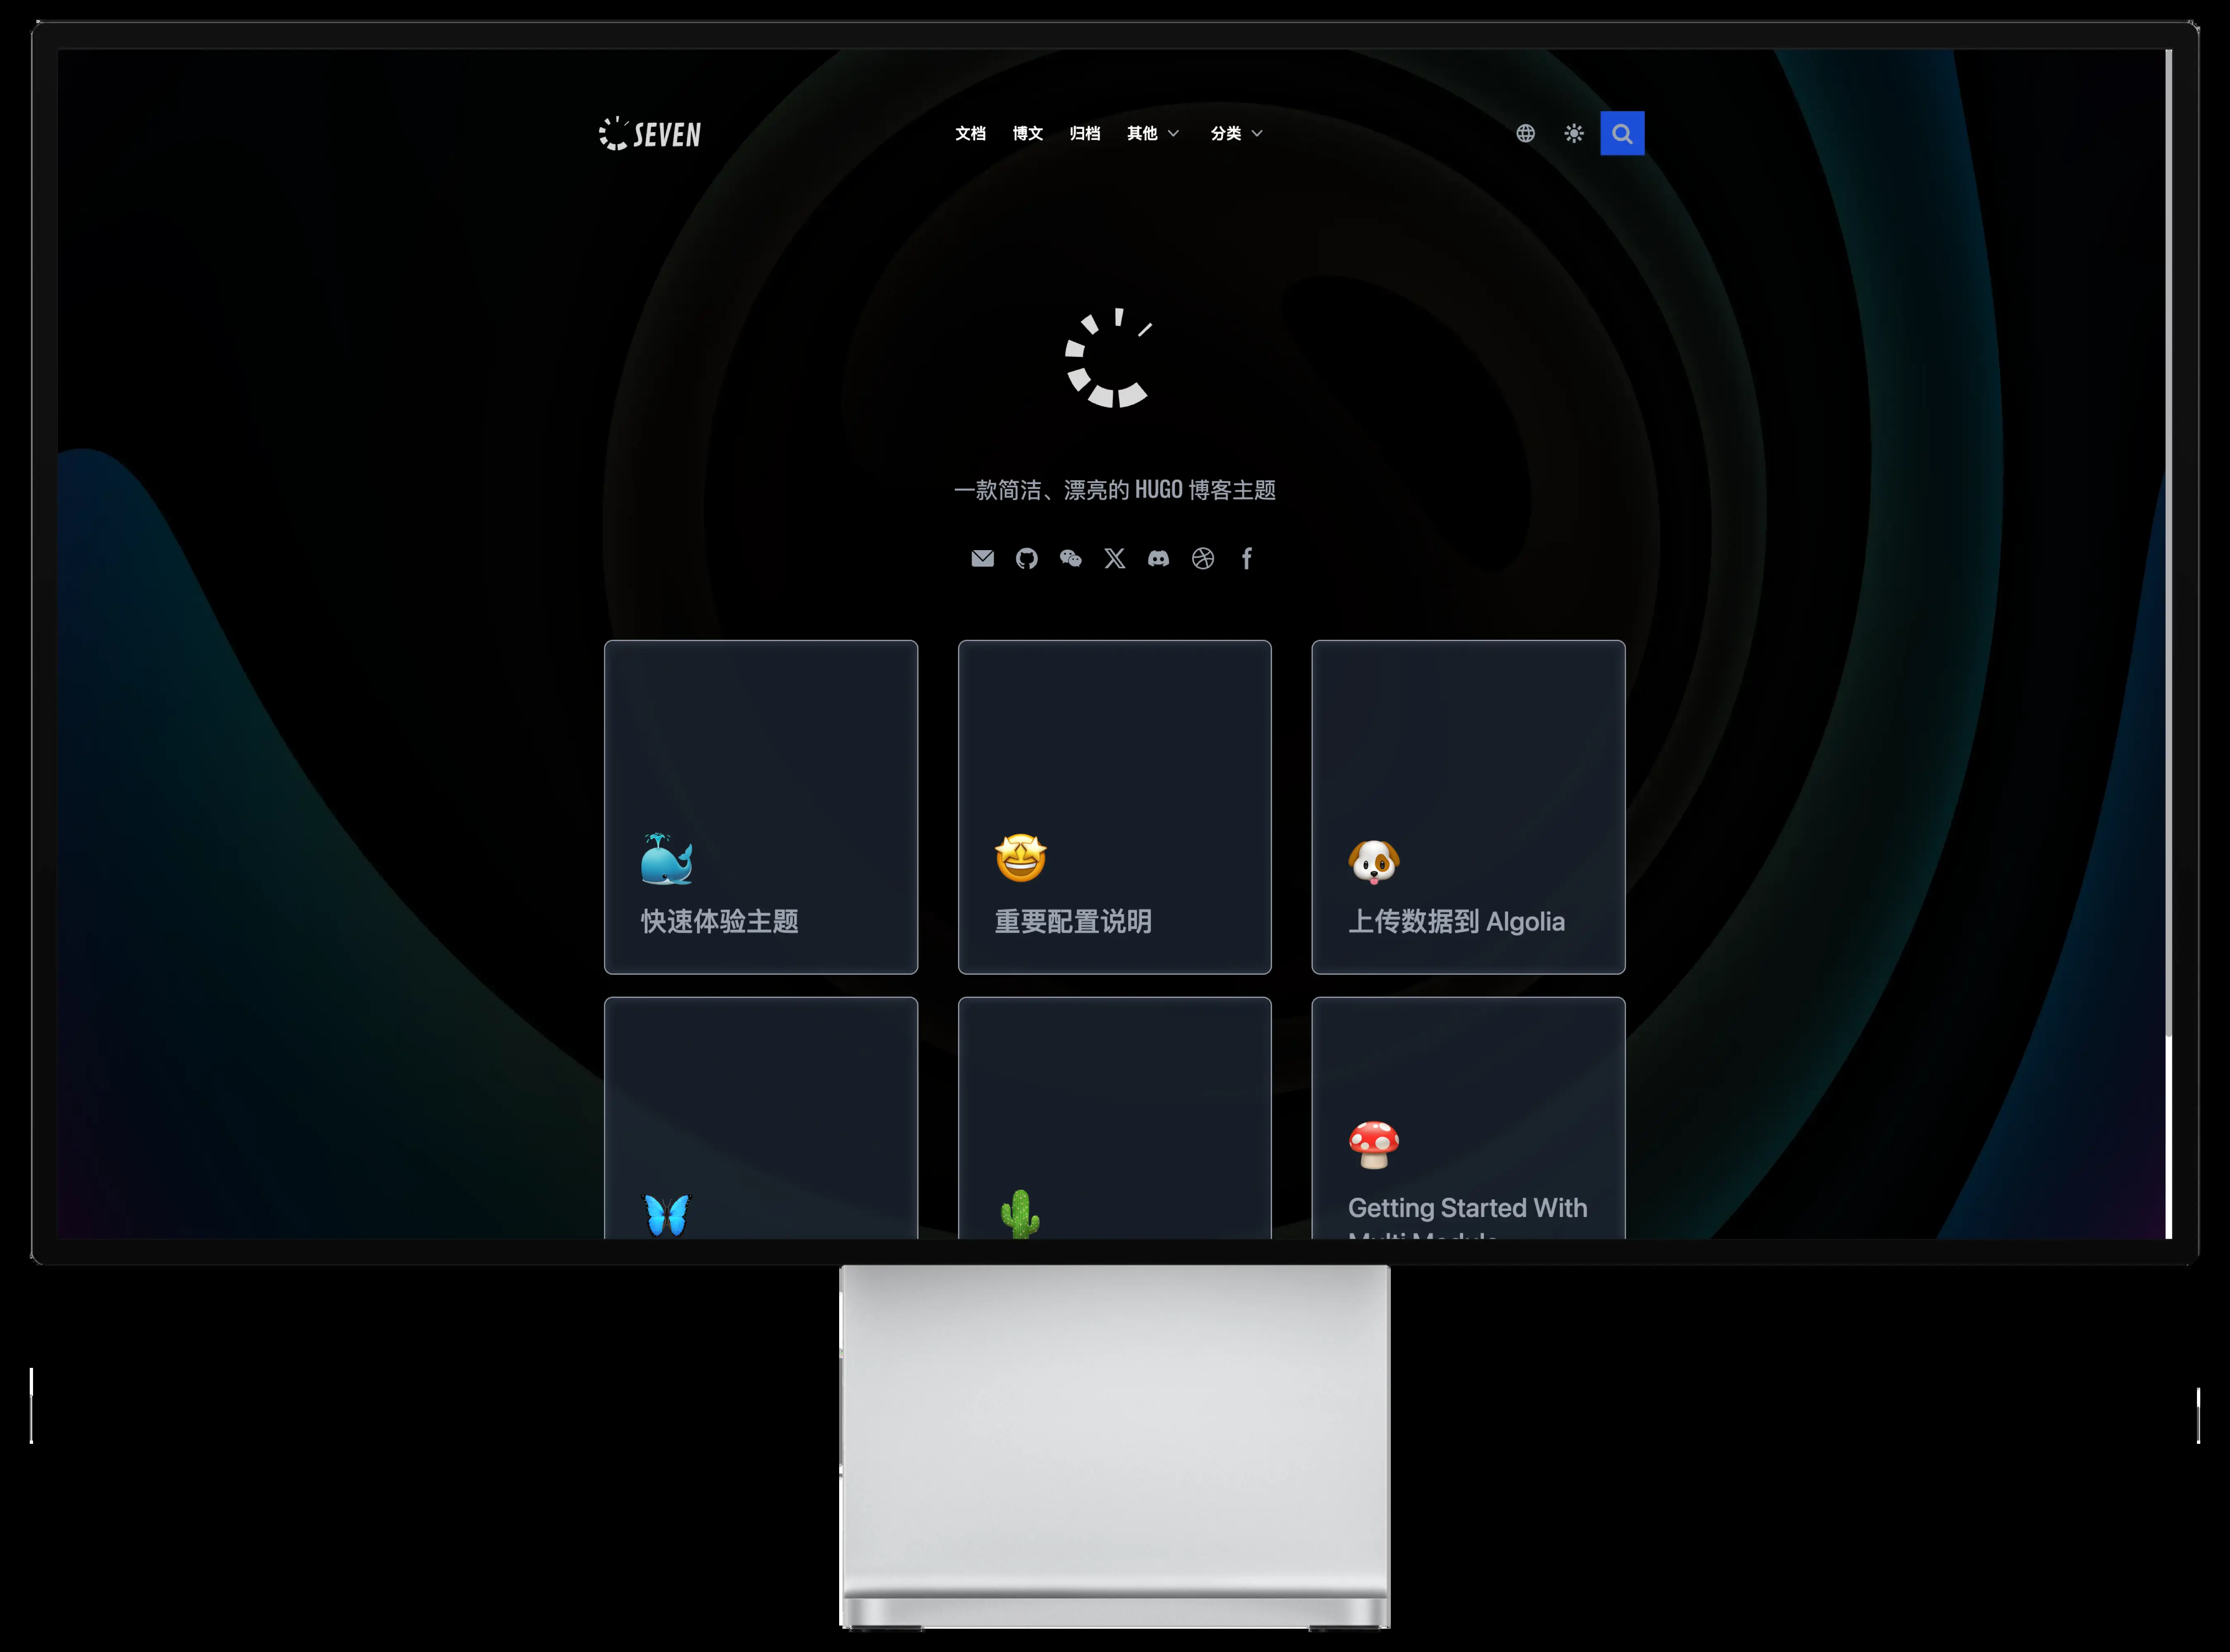 SEVEN
文档 博文 归档 其他 分类
一款简洁、漂亮的 HUGO 博客主题
快速体验主题
重要配置说明
上传数据到 Algolia
Getting Started With